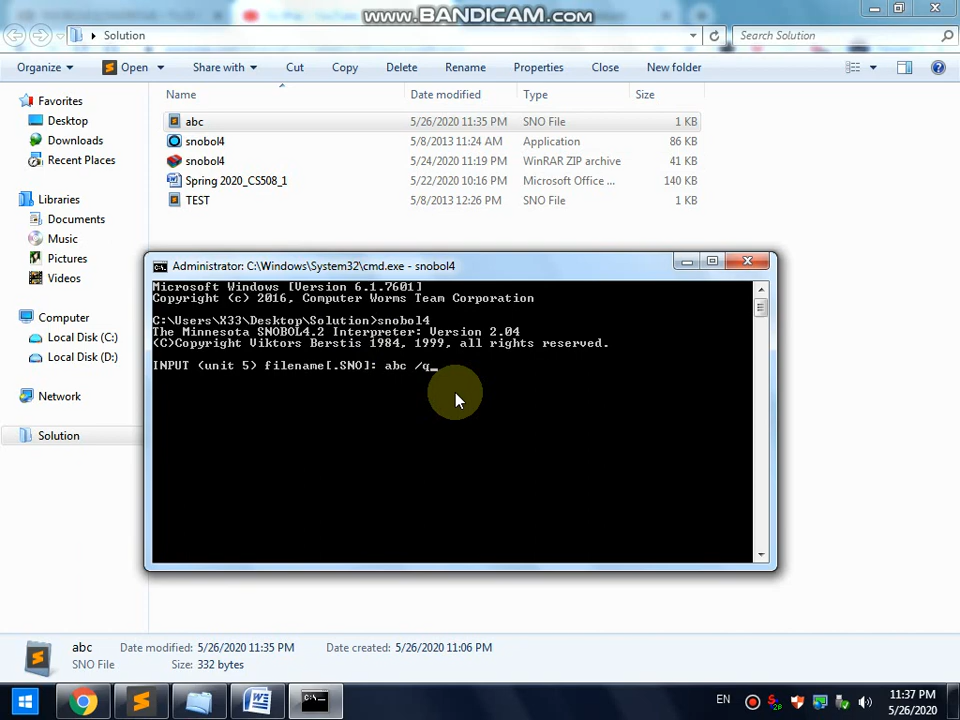 www.BANDICAM.com
Solution
Search Solution
Organize Open Share with Cut Copy Delete Rename Properties Close New folder
Name Date modified Type Size
Favorites
Desktop
Downloads
Recent Places
Libraries
Documents
Music
Pictures
Videos
Computer
Local Disk (C:)
Local Disk (D:)
Network
Solution
abc 5/26/2020 11:35 PM SNO File 1 KB
snobol4 5/8/2013 11:24 AM Application 86 KB
snobol4 5/24/2020 11:19 PM WinRAR ZIP archive 41 KB
Spring 2020_CS508_1 5/22/2020 10:16 PM Microsoft Office ... 140 KB
TEST 5/8/2013 12:26 PM SNO File 1 KB
Administrator: C:\Windows\System32\cmd.exe - snobol4
Microsoft Windows [Version 6.1.7601]
Copyright (c) 2016, Computer Worms Team Corporation
C:\Users\X33\Desktop\Solution>snobol4
The Minnesota SNOBOL4.2 Interpreter: Version 2.04
(C)Copyright Viktors Berstis 1984, 1999, all rights reserved.
INPUT (unit 5) filename[.SNO]: abc /q_
abc Date modified: 5/26/2020 11:35 PM Date created: 5/26/2020 11:06 PM
SNO File Size: 332 bytes
EN 11:37 PM
5/26/2020